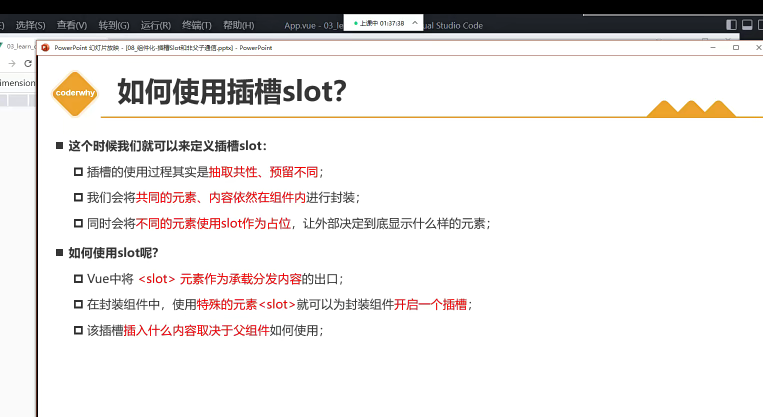 选择(S) 查看(V) 转到(G) 运行(R) 终端(T) 帮助(H) App.vue - 03_le
上课中 01:37:38
ual Studio Code
03_learn_c
PowerPoint 幻灯片放映 - [08_组件化-插槽Slot和非父子通信.pptx] - PowerPoint
imension
coderwhy
如何使用插槽slot?
这个时候我们就可以来定义插槽slot：
插槽的使用过程其实是抽取共性、预留不同；
我们会将共同的元素、内容依然在组件内进行封装；
同时会将不同的元素使用slot作为占位，让外部决定到底显示什么样的元素；
如何使用slot呢？
Vue中将 <slot> 元素作为承载分发内容的出口；
在封装组件中，使用特殊的元素<slot>就可以为封装组件开启一个插槽；
该插槽插入什么内容取决于父组件如何使用；